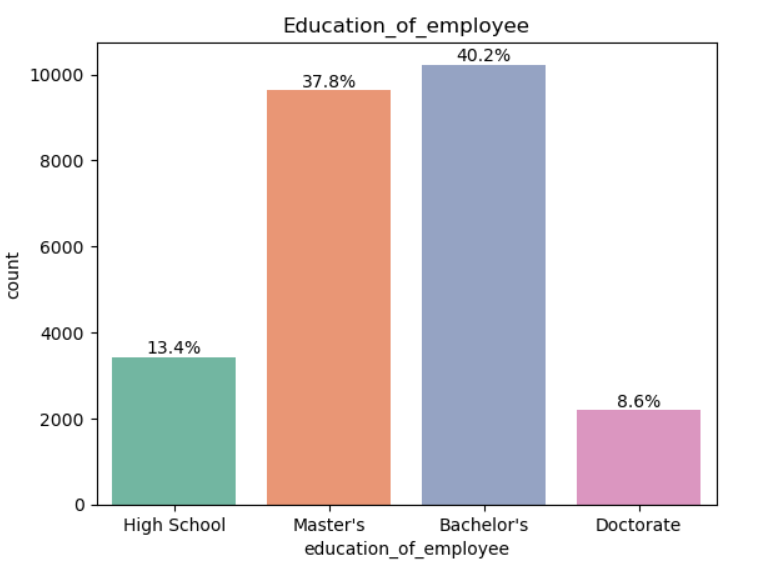 Education_of_employee
40.2%
37.8%
13.4%
8.6%
10000
8000
6000
4000
2000
0
count
High School Master's Bachelor's Doctorate
education_of_employee